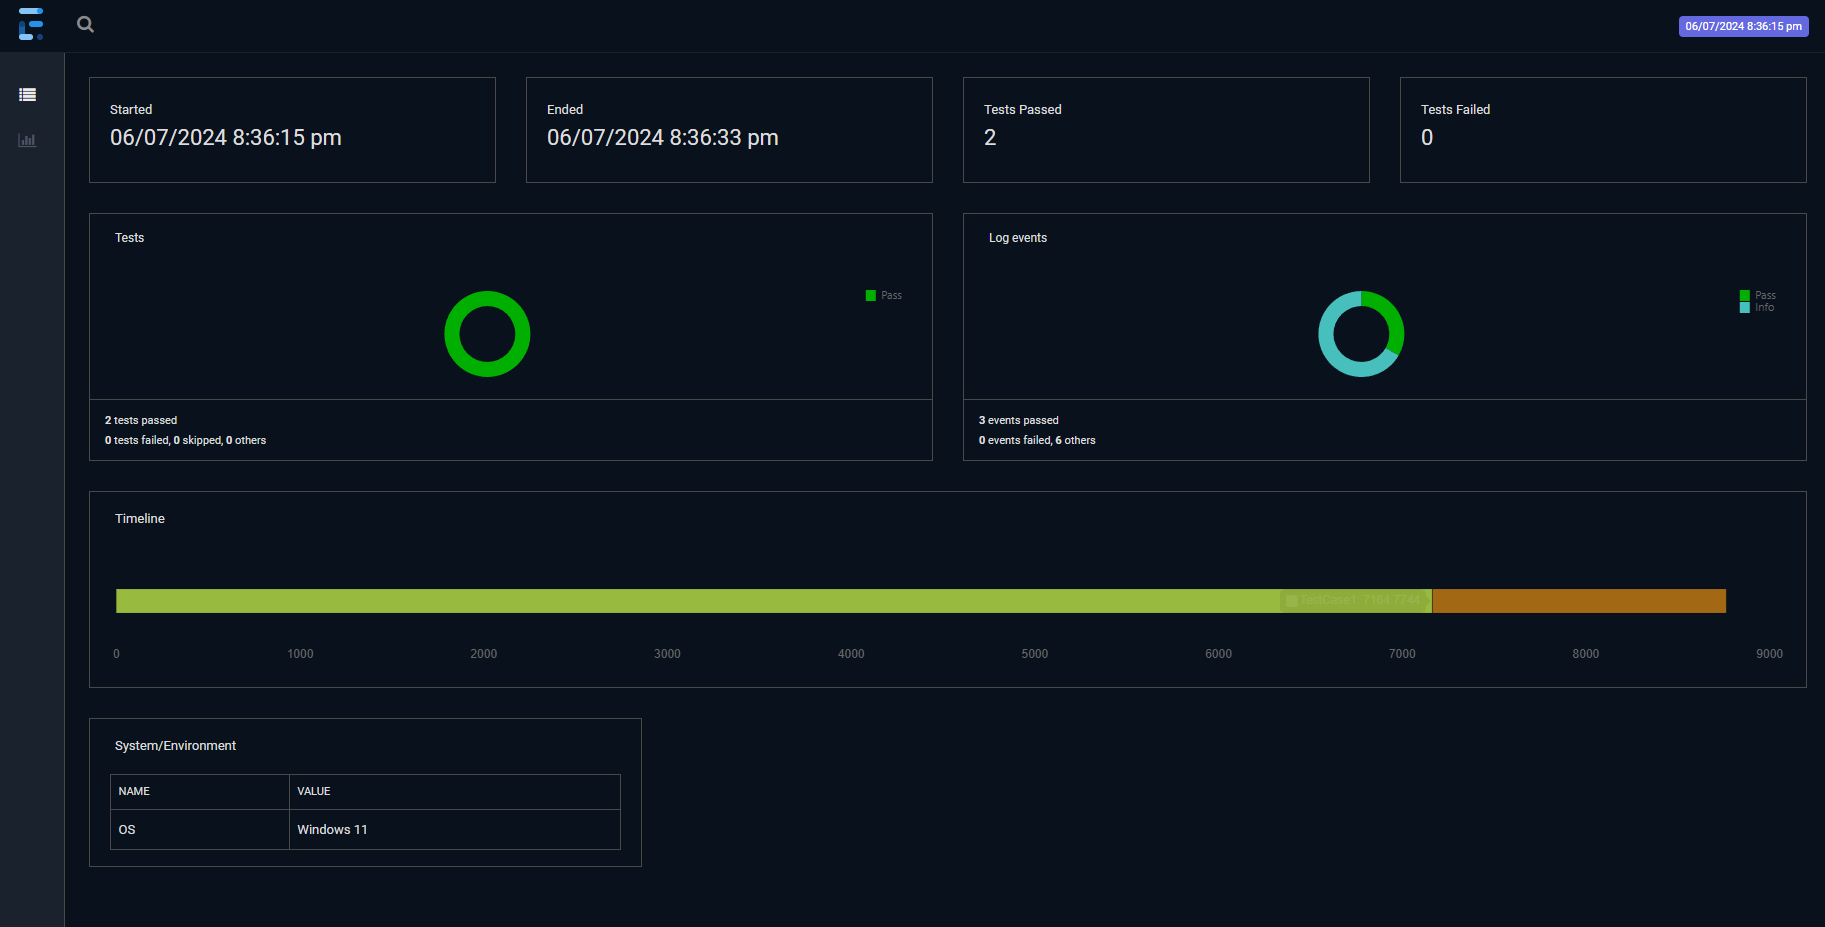 06/07/2024 8:36:15 pm
Started
06/07/2024 8:36:15 pm
Ended
06/07/2024 8:36:33 pm
Tests Passed
2
Tests Failed
0
Tests
Pass
2 tests passed
0 tests failed, 0 skipped, 0 others
Log events
Pass
Info
3 events passed
0 events failed, 6 others
Timeline
TestCase1: 7164.7744
0 1000 2000 3000 4000 5000 6000 7000 8000 9000
System/Environment
NAME VALUE
OS Windows 11